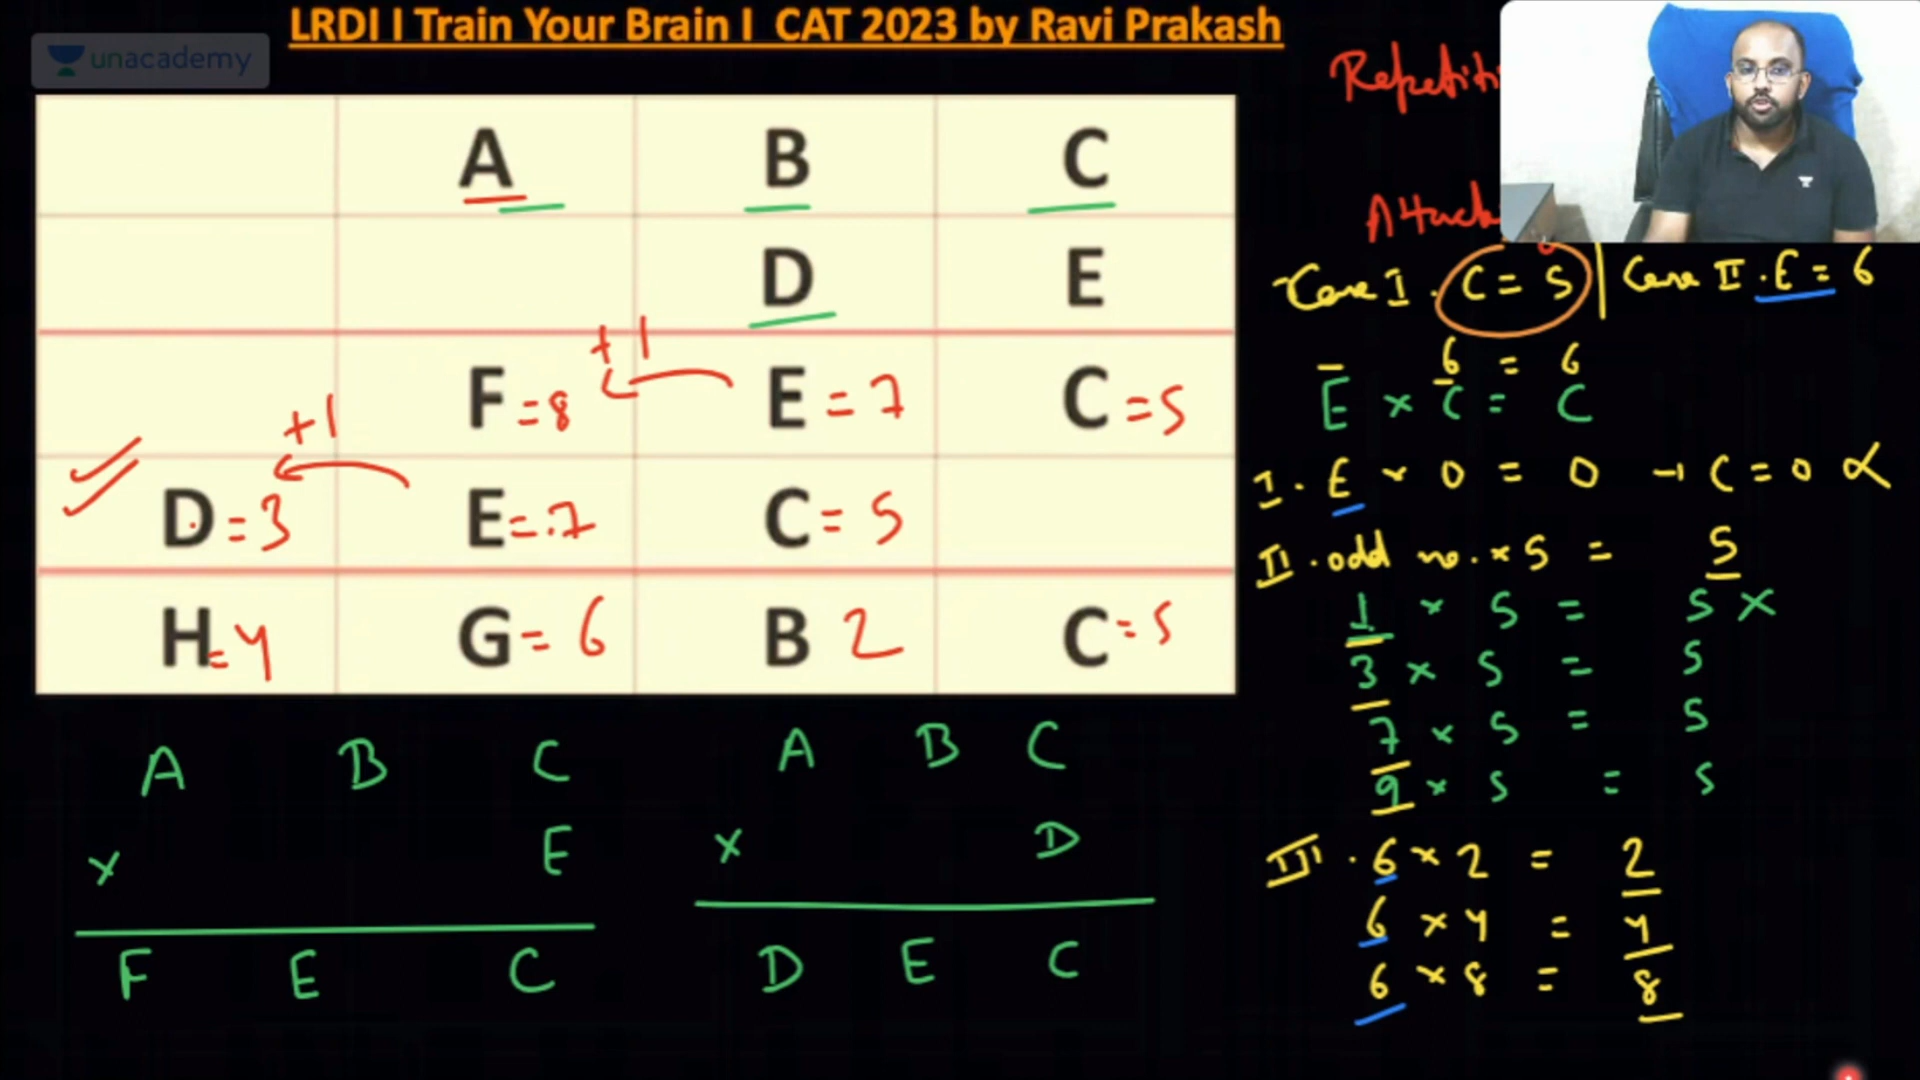 LRDI I Train Your Brain I CAT 2023 by Ravi Prakash
unacademy
A B C
D E
+1
F = 8 E = 7 C = 5
+1
D = 3 E = .7 C = 5
H = 4 G = 6 B 2 C = 5
A B C
× E
F E C
A B C
× D
D E C
Case I . C = 5 | Case II . E = 6
6 = 6
E × C = C
I . E × 0 = 0 → C = 0 ×
II . odd no. × 5 = 5
1 × 5 = 5 ×
3 × 5 = 5
7 × 5 = 5
9 × 5 = 5
III . 6 × 2 = 2
6 × 4 = 4
6 × 8 = 8